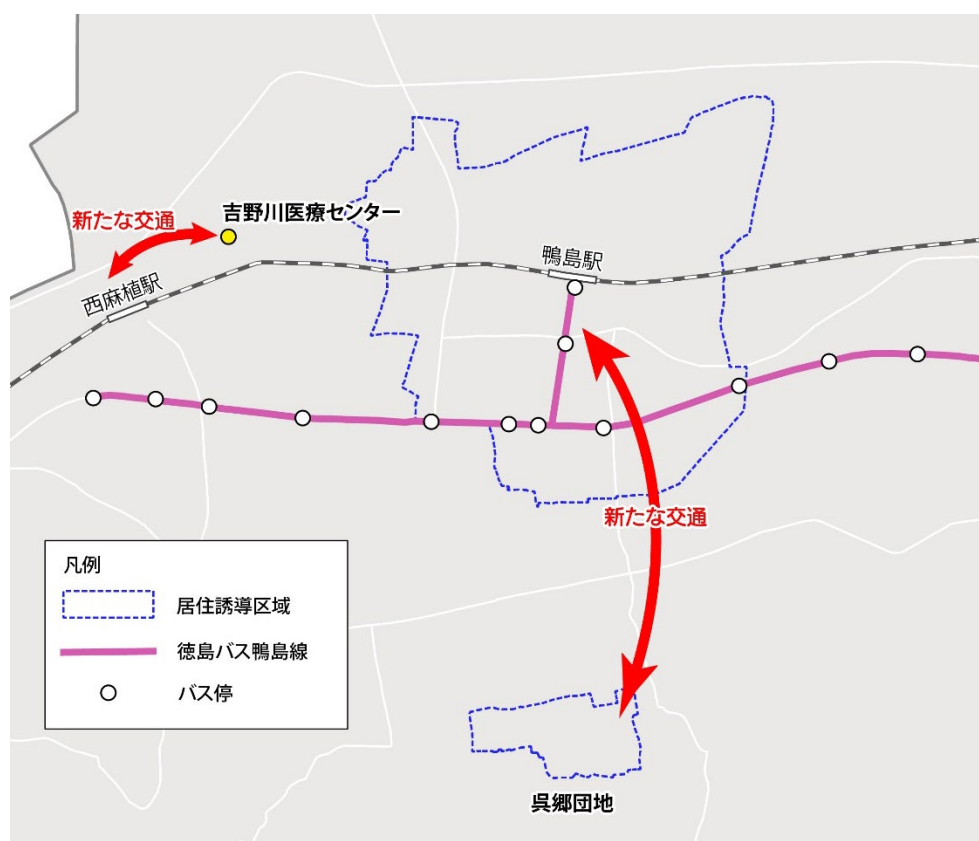 吉野川医療センター
新たな交通
西麻植駅
鴨島駅
新たな交通
凡例
居住誘導区域
徳島バス鴨島線
バス停
呉郷団地